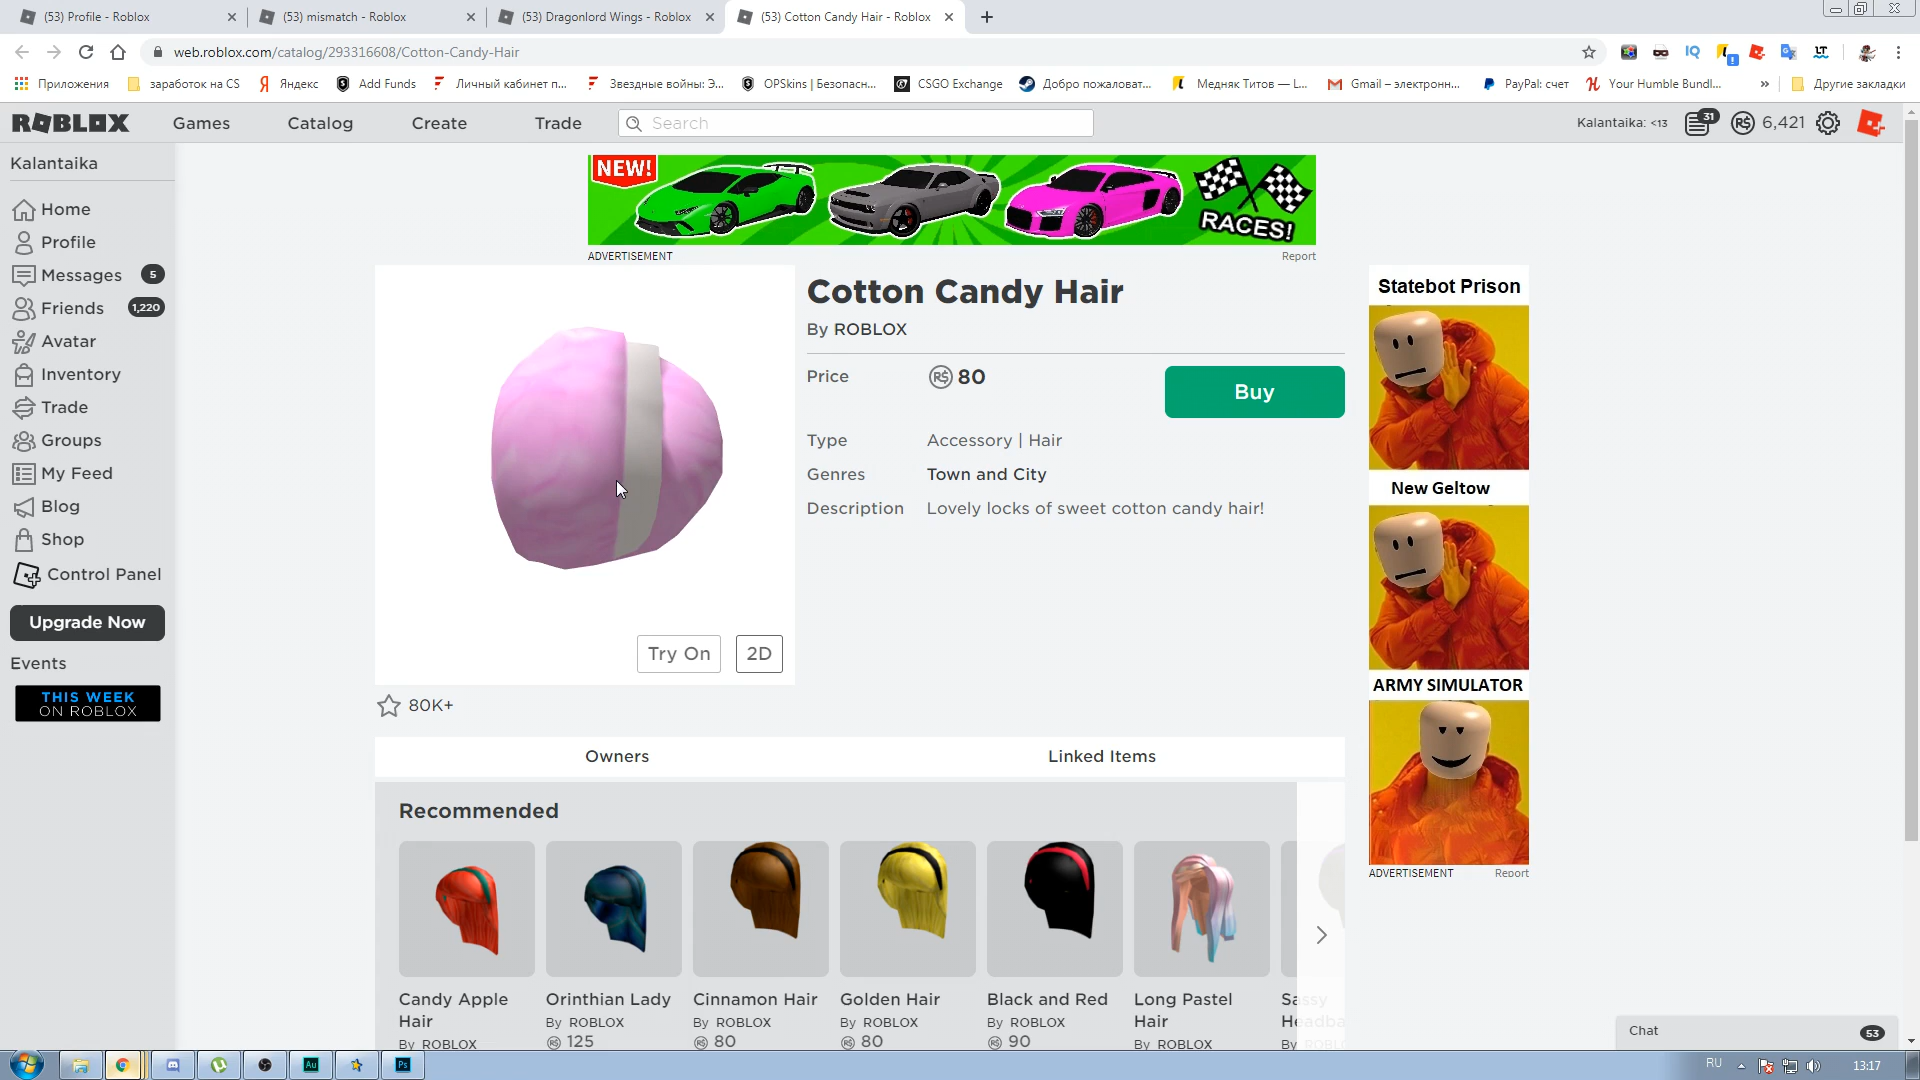 (53) Profile - Roblox
(53) mismatch - Roblox
(53) Dragonlord Wings - Roblox
(53) Cotton Candy Hair - Roblox
web.roblox.com/catalog/293316608/Cotton-Candy-Hair
Приложения
заработок на CS
Яндекс
Add Funds
Личный кабинет п...
Звездные войны: Э...
OPSkins | Безопасн...
CSGO Exchange
Добро пожаловат...
Медняк Титов — L...
Gmail – электронн...
PayPal: счет
Your Humble Bundl...
Другие закладки
ROBLOX
Games
Catalog
Create
Trade
Search
Kalantaika: <13
31
6,421
Kalantaika
Home
Profile
Messages 5
Friends 1,220
Avatar
Inventory
Trade
Groups
My Feed
Blog
Shop
Control Panel
Upgrade Now
Events
THIS WEEK
ON ROBLOX
NEW!
RACES!
ADVERTISEMENT
Report
Cotton Candy Hair
By ROBLOX
Price
80
Buy
Type
Accessory | Hair
Genres
Town and City
Description
Lovely locks of sweet cotton candy hair!
Try On
2D
80K+
Owners
Linked Items
Recommended
Candy Apple
Hair
By ROBLOX
Orinthian Lady
By ROBLOX
125
Cinnamon Hair
By ROBLOX
80
Golden Hair
By ROBLOX
80
Black and Red
By ROBLOX
90
Long Pastel
Hair
By ROBLOX
Sassy
Headba
By ROBL
Statebot Prison
New Geltow
ARMY SIMULATOR
ADVERTISEMENT
Report
Chat
53
Au
Ps
RU
13:17